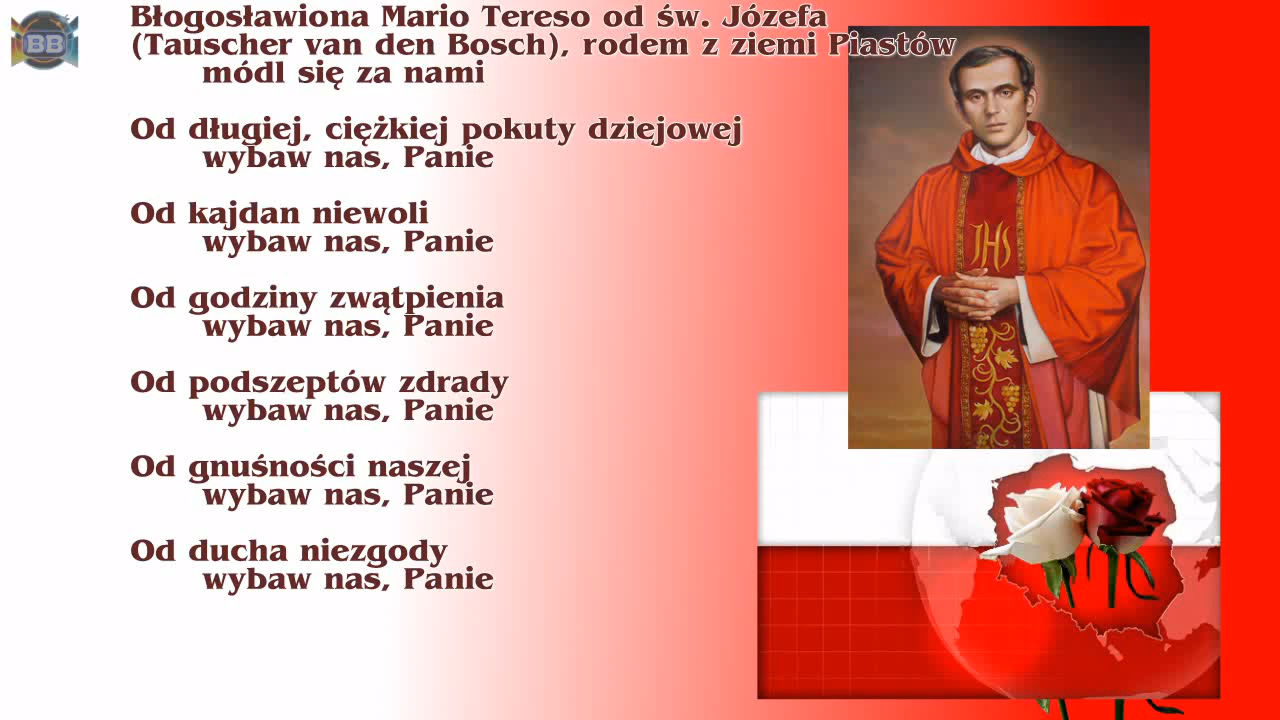 BB
Błogosławiona Mario Tereso od św. Józefa
(Tauscher van den Bosch), rodem z ziemi Piastów
módl się za nami
Od długiej, ciężkiej pokuty dziejowej
wybaw nas, Panie
Od kajdan niewoli
wybaw nas, Panie
Od godziny zwątpienia
wybaw nas, Panie
Od podszeptów zdrady
wybaw nas, Panie
Od gnuśności naszej
wybaw nas, Panie
Od ducha niezgody
wybaw nas, Panie
JHS